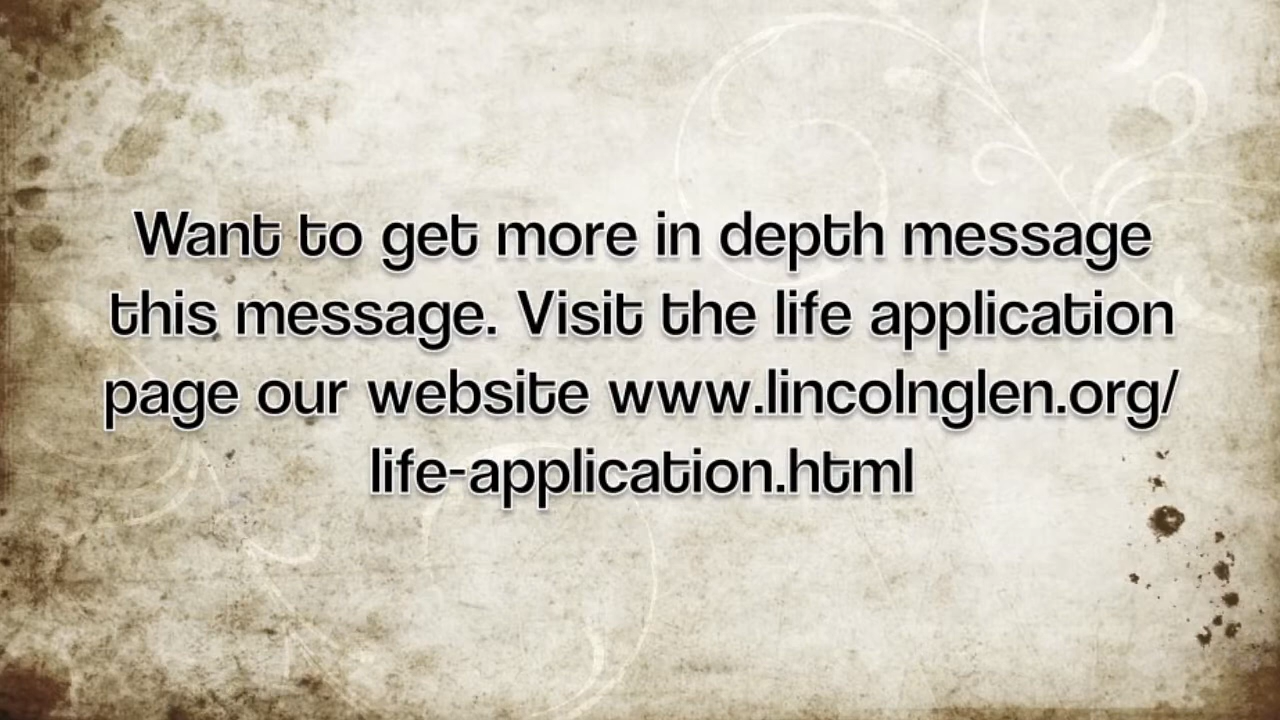 Want to get more in depth message
this message. Visit the life application
page our website www.lincolnglen.org/
life-application.html